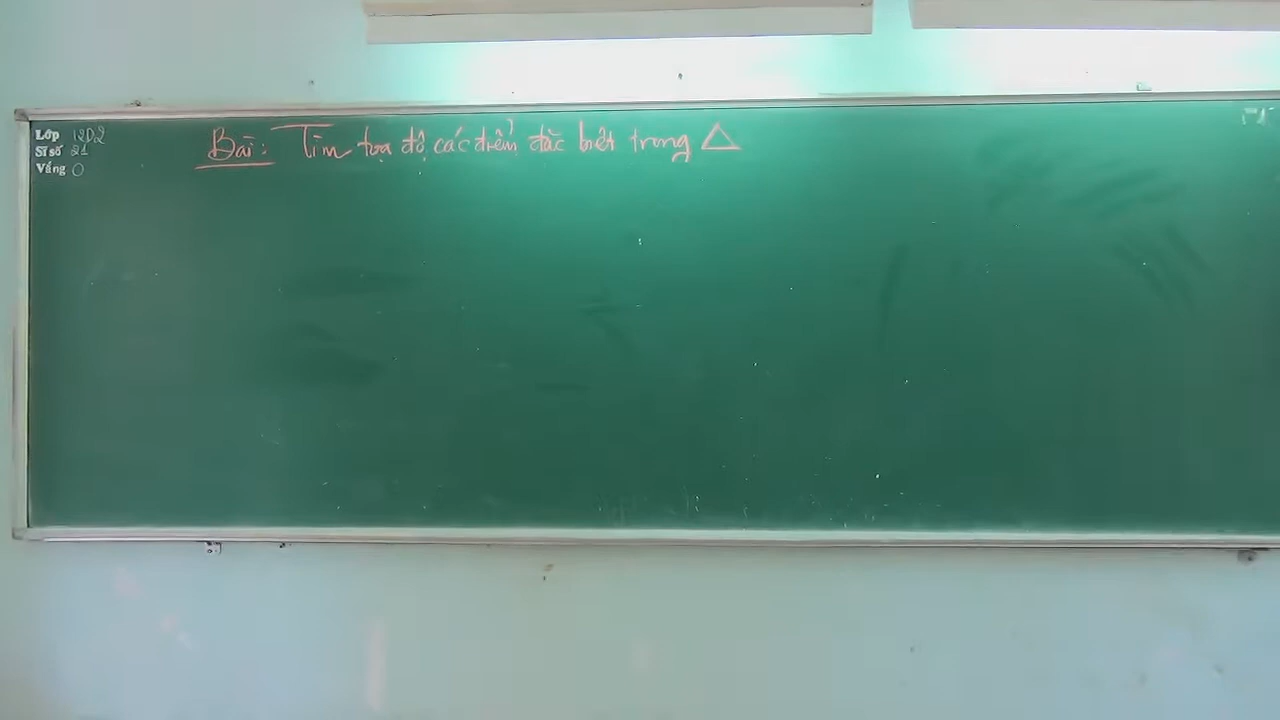 Lớp 12D2
Sĩ số 21
Vắng 0
Bài: Tìm tọa độ các điểm đặc biệt trong △